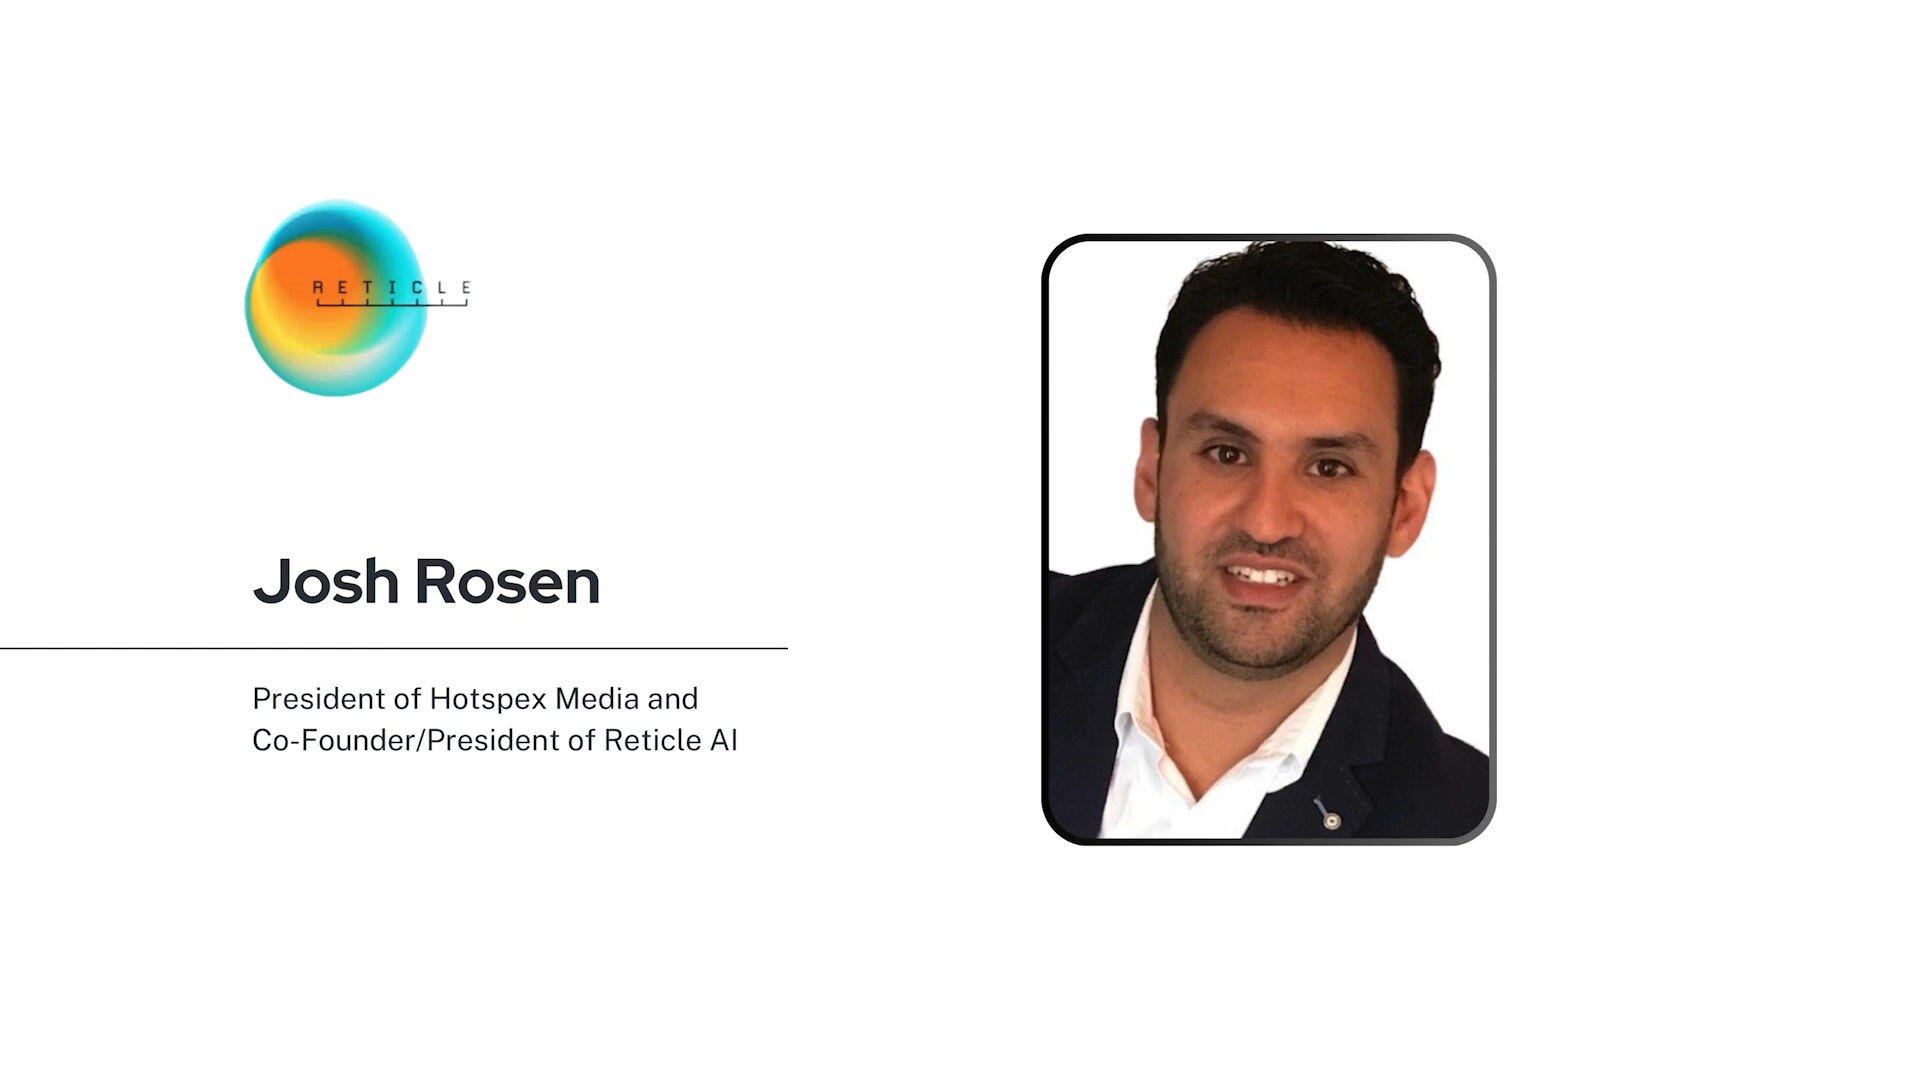 RETICLE
Josh Rosen
President of Hotspex Media and
Co-Founder/President of Reticle AI